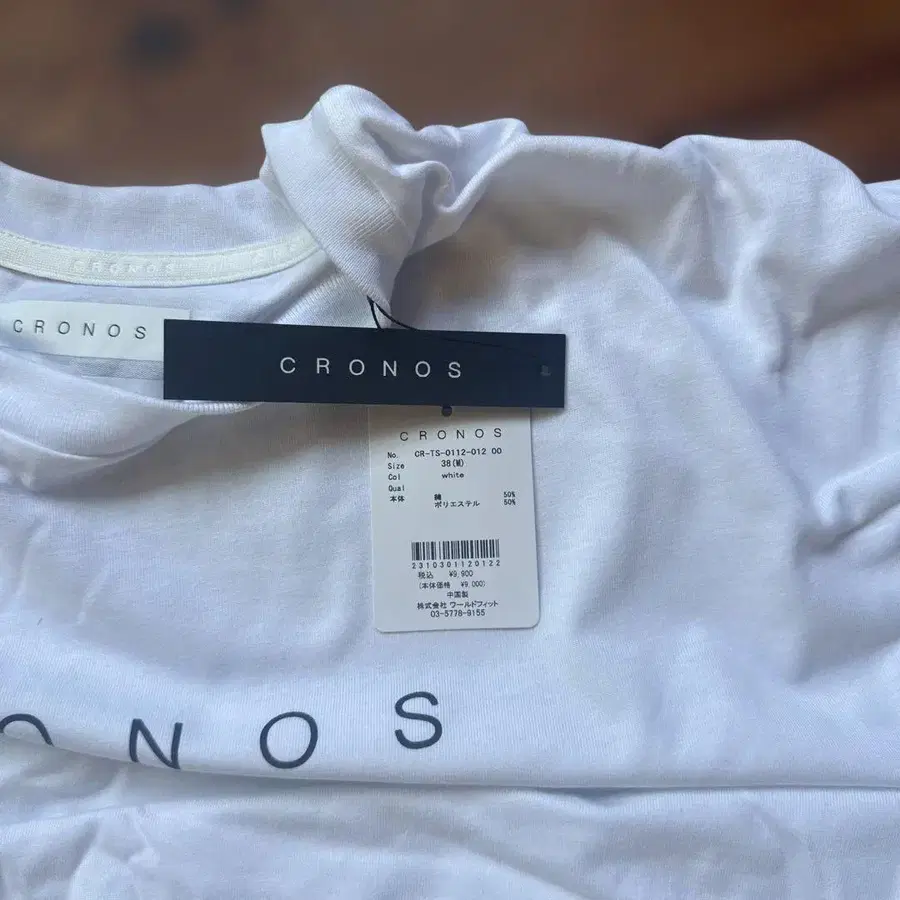 CRONOS
CRONOS
CRONOS
CRONOS
No. CR-TS-0112-012 00
Size 38(M)
Col white
Qual
本体 綿 50%
ポリエステル 50%
2310301120122
税込 ¥9,900
(本体価格 ¥9,000)
中国製
株式会社 ワールドフィット
03-5778-9155
ONOS